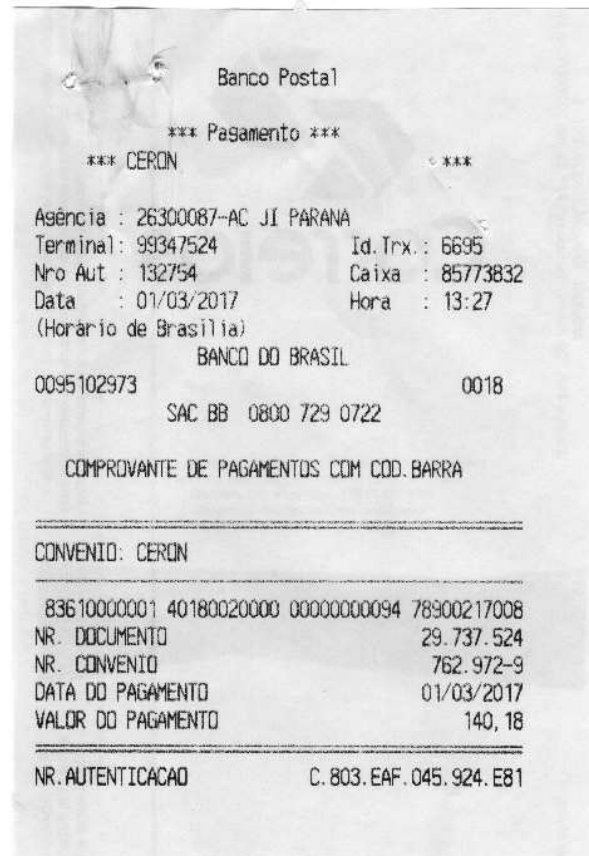 Banco Postal
*** Pagamento ***
*** CERON ***
Agência : 26300087-AC JI PARANA
Terminal: 99347524 Id.Trx.: 6695
Nro Aut : 132754 Caixa : 85773832
Data : 01/03/2017 Hora : 13:27
(Horário de Brasilia)
BANCO DO BRASIL
0095102973 0018
SAC BB 0800 729 0722
COMPROVANTE DE PAGAMENTOS COM COD.BARRA
CONVENIO: CERON
83610000001 40180020000 00000000094 78900217008
NR. DOCUMENTO 29.737.524
NR. CONVENIO 762.972-9
DATA DO PAGAMENTO 01/03/2017
VALOR DO PAGAMENTO 140,18
NR.AUTENTICACAO C.803.EAF.045.924.E81